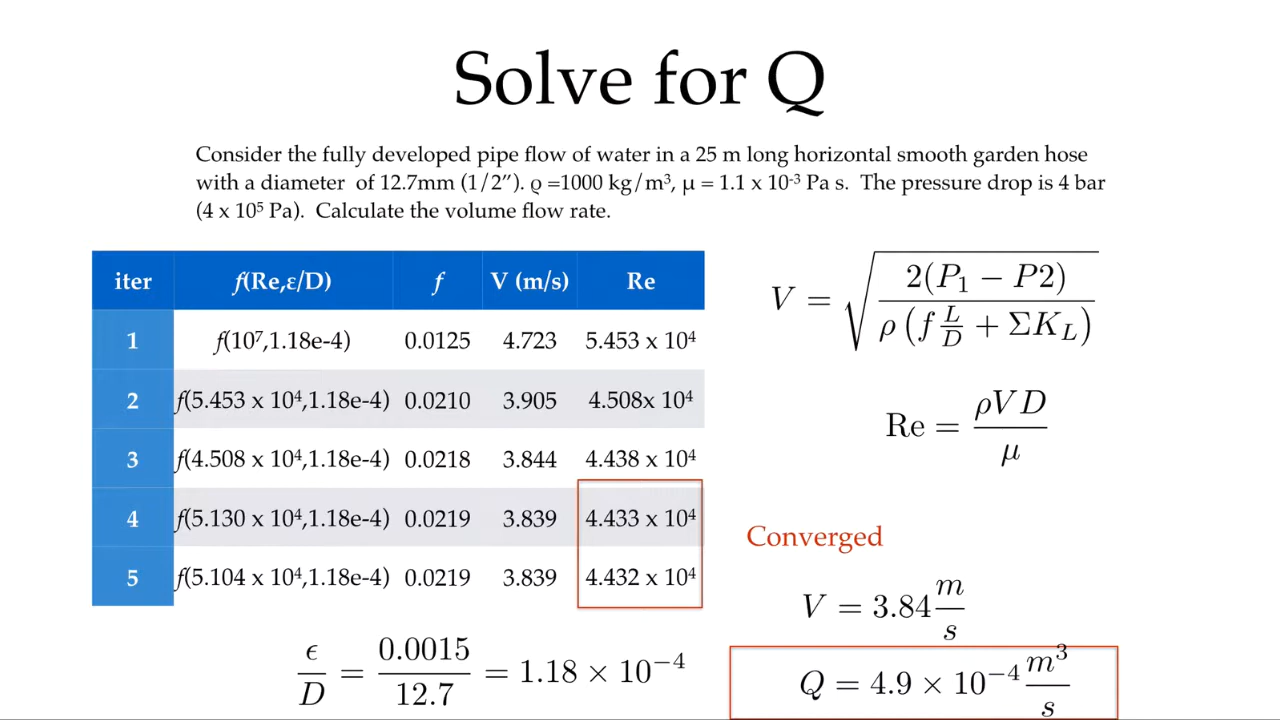 Solve for Q
Consider the fully developed pipe flow of water in a 25 m long horizontal smooth garden hose
with a diameter of 12.7mm (1/2”). ϱ =1000 kg/m³, μ = 1.1 x 10⁻³ Pa s. The pressure drop is 4 bar
(4 x 10⁵ Pa). Calculate the volume flow rate.
iter f(Re,ε/D) f V (m/s) Re
1 f(10⁷,1.18e-4) 0.0125 4.723 5.453 x 10⁴
2 f(5.453 x 10⁴,1.18e-4) 0.0210 3.905 4.508x 10⁴
3 f(4.508 x 10⁴,1.18e-4) 0.0218 3.844 4.438 x 10⁴
4 f(5.130 x 10⁴,1.18e-4) 0.0219 3.839 4.433 x 10⁴
5 f(5.104 x 10⁴,1.18e-4) 0.0219 3.839 4.432 x 10⁴
ϵ/D = 0.0015/12.7 = 1.18 × 10⁻⁴
V = √(2(P₁ − P2) / ρ(f L/D + ΣK_L))
Re = ρVD/μ
Converged
V = 3.84 m/s
Q = 4.9 × 10⁻⁴ m³/s